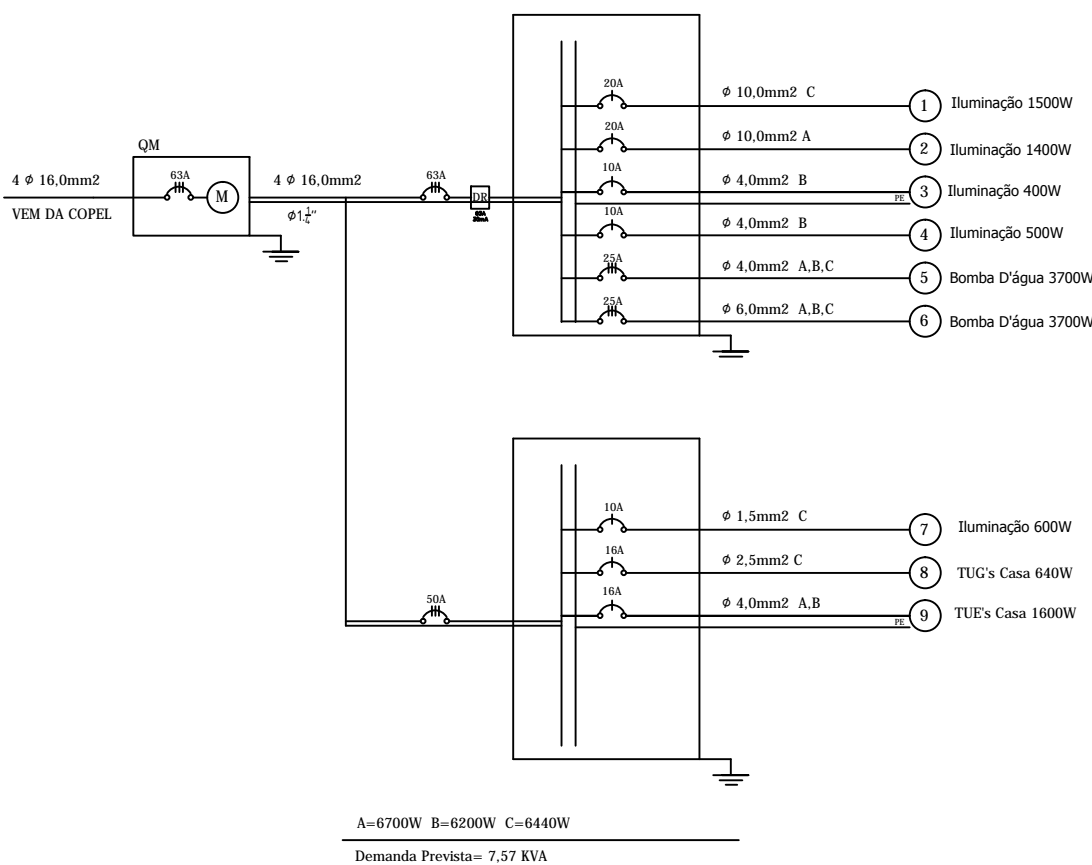 QM
4 ϕ 16,0mm2
VEM DA COPEL
63A
M
4 ϕ 16,0mm2
ϕ1.1/4"
63A
DR
63A
30mA
20A
ϕ 10,0mm2 C
1
Iluminação 1500W
20A
ϕ 10,0mm2 A
2
Iluminação 1400W
10A
ϕ 4,0mm2 B
PE
3
Iluminação 400W
10A
ϕ 4,0mm2 B
4
Iluminação 500W
25A
ϕ 4,0mm2 A,B,C
5
Bomba D'água 3700W
25A
ϕ 6,0mm2 A,B,C
6
Bomba D'água 3700W
50A
10A
ϕ 1,5mm2 C
7
Iluminação 600W
16A
ϕ 2,5mm2 C
8
TUG's Casa 640W
16A
ϕ 4,0mm2 A,B
PE
9
TUE's Casa 1600W
A=6700W B=6200W C=6440W
Demanda Prevista= 7,57 KVA